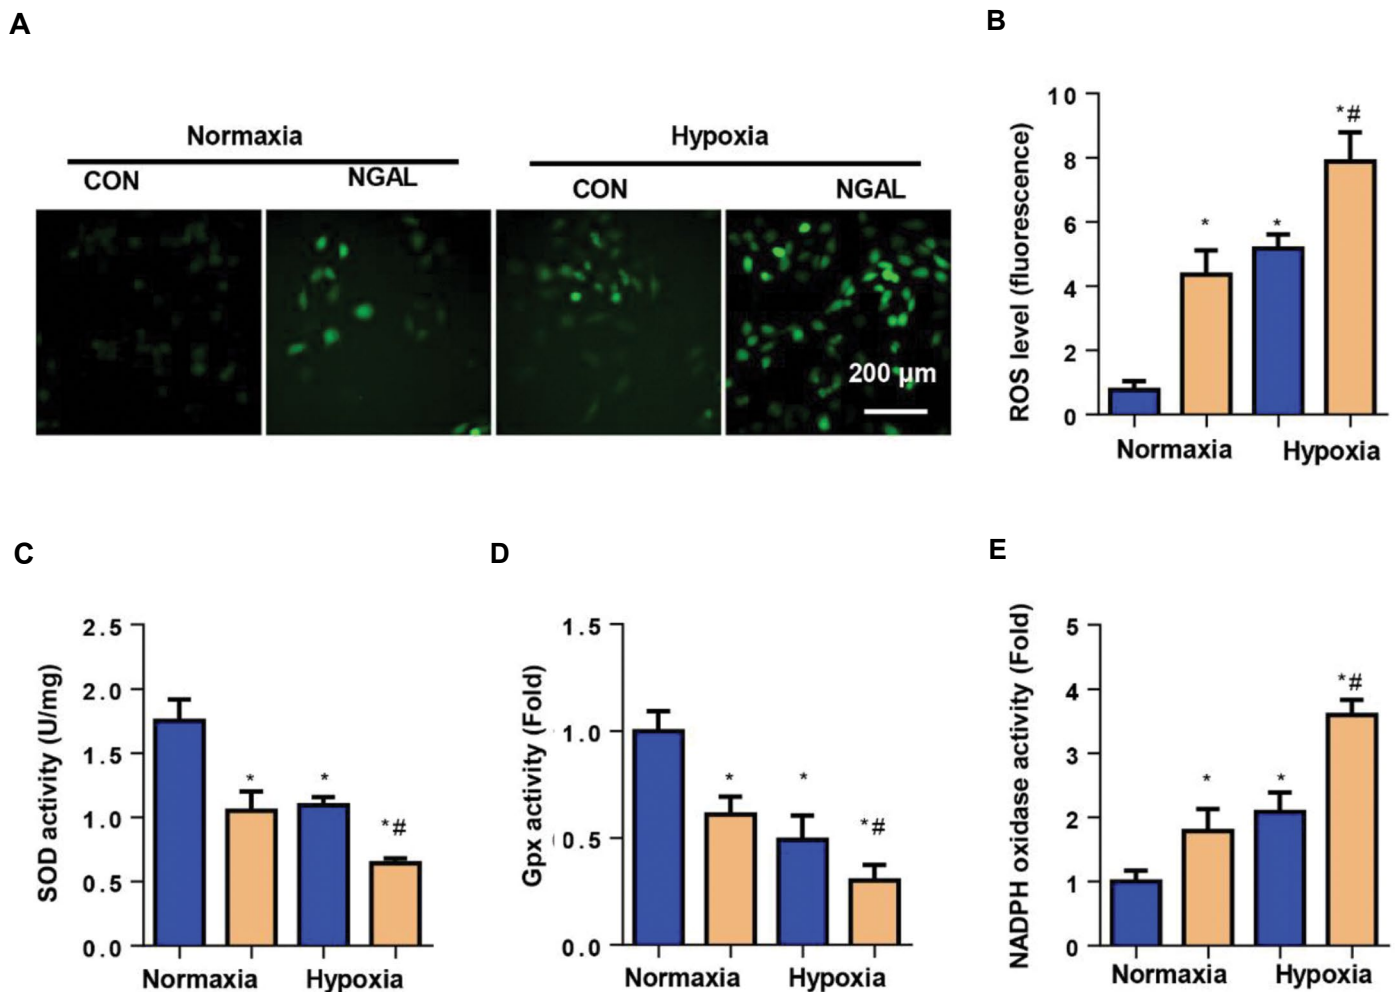 A
Normaxia
Hypoxia
CON
NGAL
CON
NGAL
200 µm
B
ROS level (fluorescence)
10
8
6
4
2
0
*
*
*#
Normaxia
Hypoxia
C
SOD activity (U/mg)
2.5
2.0
1.5
1.0
0.5
0.0
*
*
*#
Normaxia
Hypoxia
D
Gpx activity (Fold)
1.5
1.0
0.5
0.0
*
*
*#
Normaxia
Hypoxia
E
NADPH oxidase activity (Fold)
5
4
3
2
1
0
*
*
*#
Normaxia
Hypoxia